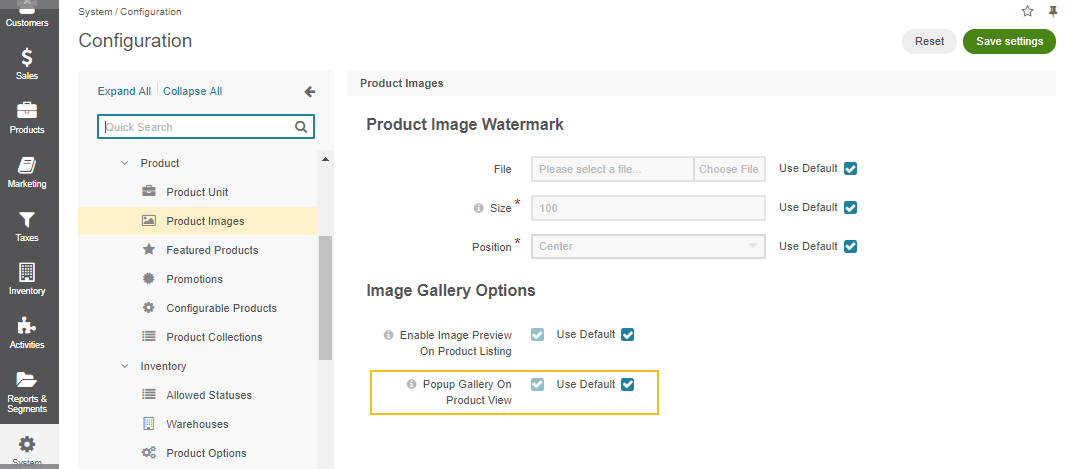 Customers
Sales
Products
Marketing
Taxes
Inventory
Activities
Reports &
Segments
System
System / Configuration
Configuration
Reset
Save settings
Expand All
Collapse All
Quick Search
Product
Product Unit
Product Images
Featured Products
Promotions
Configurable Products
Product Collections
Inventory
Allowed Statuses
Warehouses
Product Options
Product Images
Product Image Watermark
File
Please select a file...
Choose File
Use Default
Size *
100
Use Default
Position *
Center
Use Default
Image Gallery Options
Enable Image Preview
On Product Listing
Use Default
Popup Gallery On
Product View
Use Default